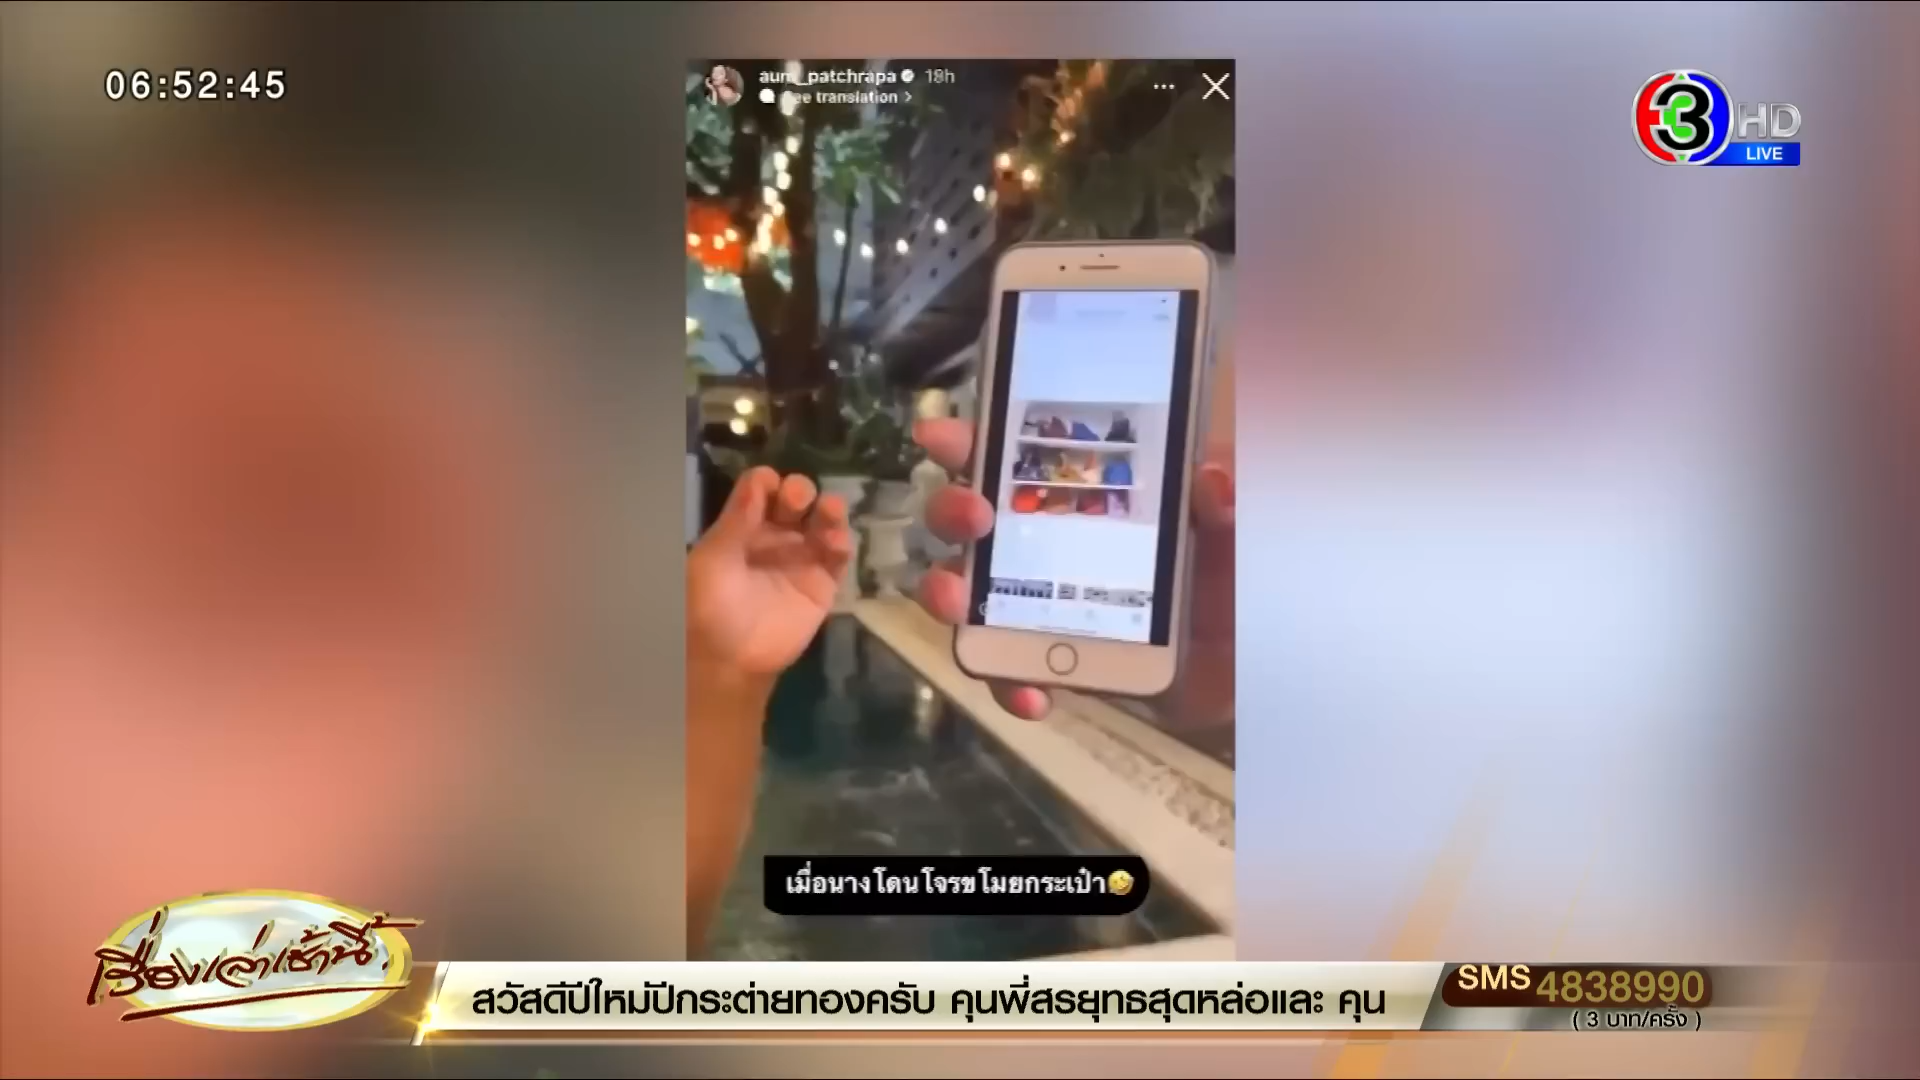 06:52:45
aum_patchrapa 18h
See translation >
3 HD
LIVE
เมื่อนางโดนโจรขโมยกระเป๋า🤣
เรื่องเล่าเช้านี้
สวัสดีปีใหม่ปีกระต่ายทองครับ คุณพี่สรยุทธสุดหล่อและ คุณ
SMS 4838990
( 3 บาท/ครั้ง )